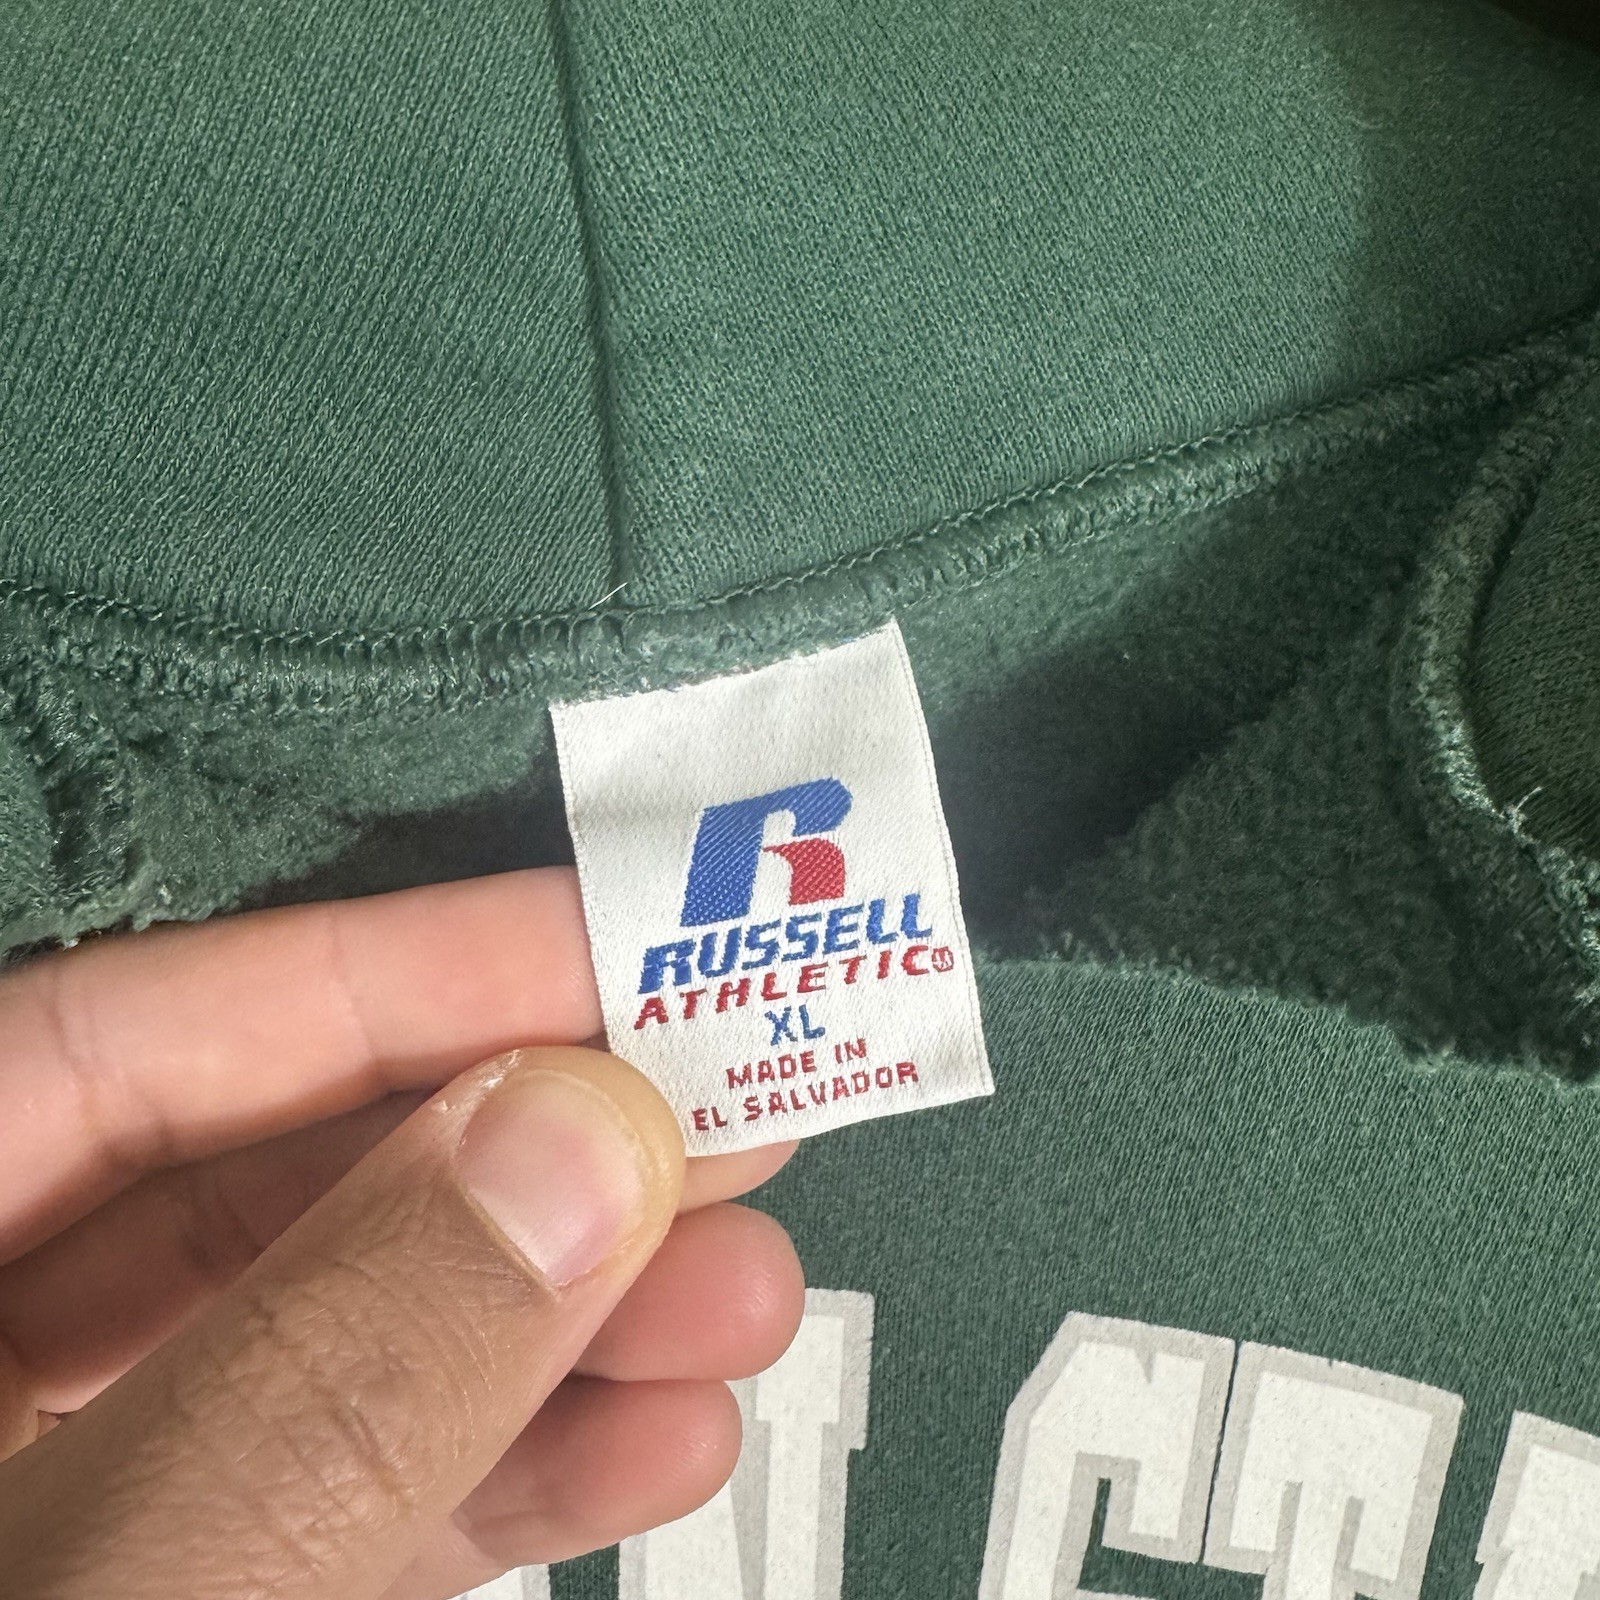 RUSSELL
ATHLETIC
XL
MADE IN
EL SALVADOR